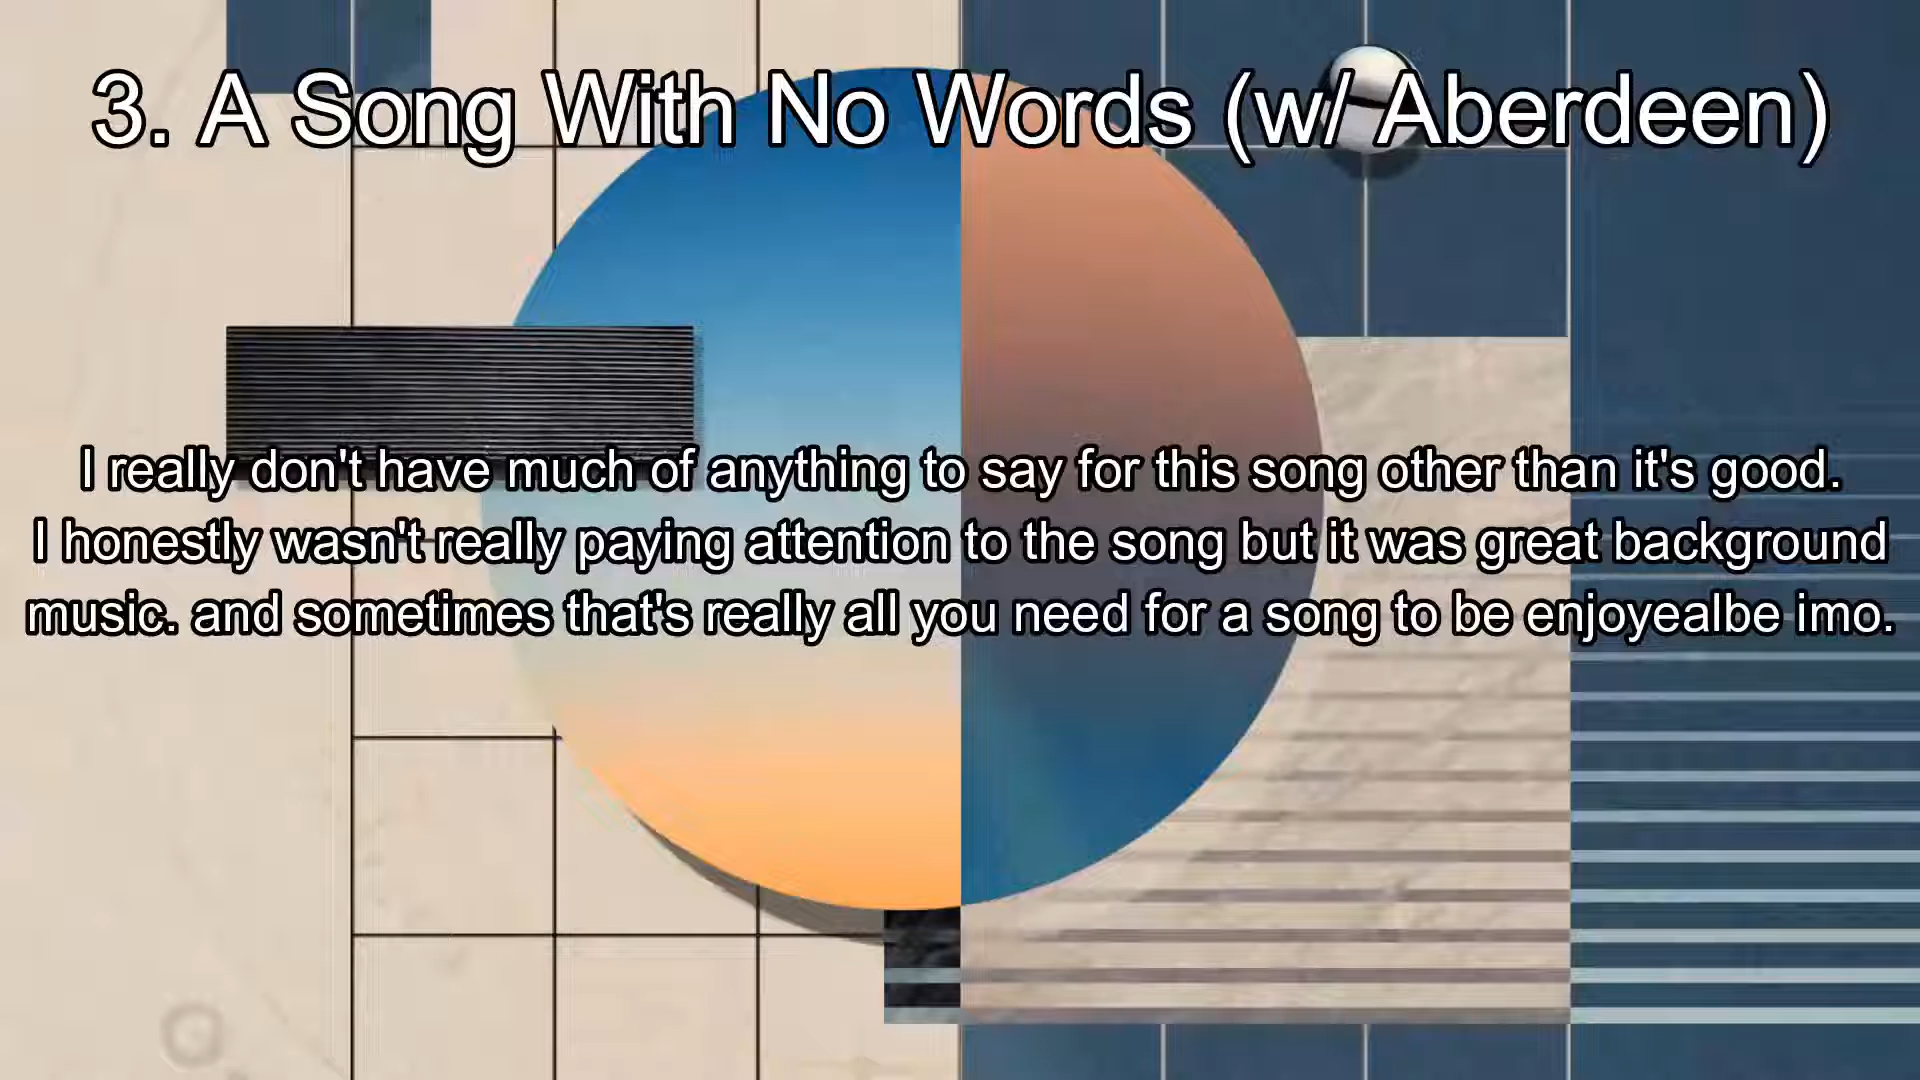 3. A Song With No Words (w/ Aberdeen)
I really don't have much of anything to say for this song other than it's good.
I honestly wasn't really paying attention to the song but it was great background
music. and sometimes that's really all you need for a song to be enjoyealbe imo.